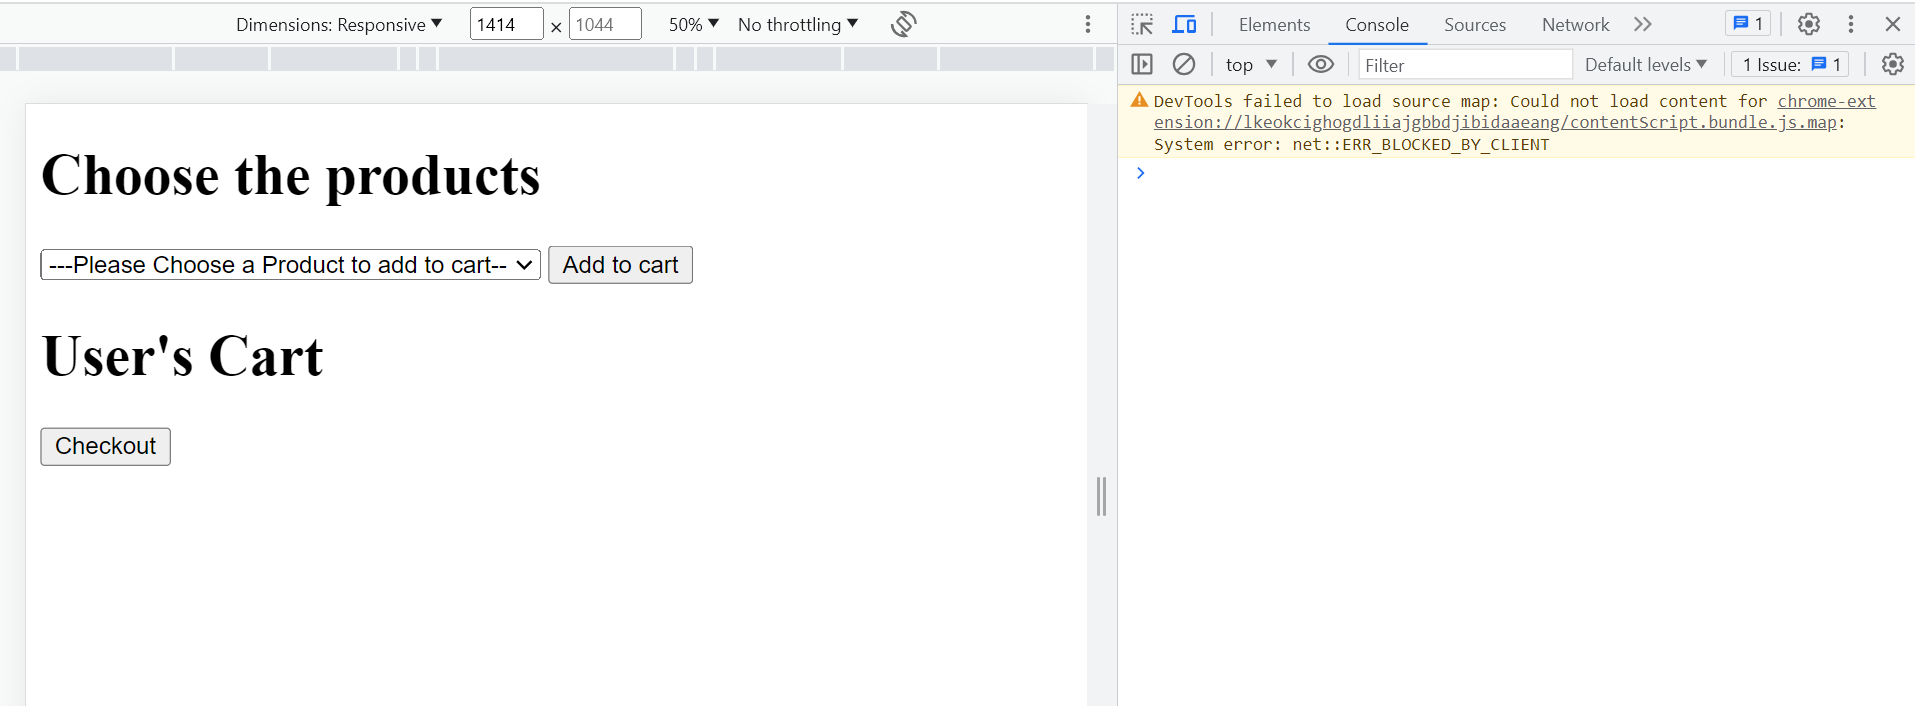 Dimensions: Responsive ▼ 1414 × 1044 50% ▼ No throttling ▼
Elements Console Sources Network 1
top ▼ Filter Default levels ▼ 1 Issue: 1
DevTools failed to load source map: Could not load content for chrome-ext
ension://lkeokcighogdliiajgbbdjibidaaeang/contentScript.bundle.js.map:
System error: net::ERR_BLOCKED_BY_CLIENT
Choose the products
---Please Choose a Product to add to cart-- Add to cart
User's Cart
Checkout